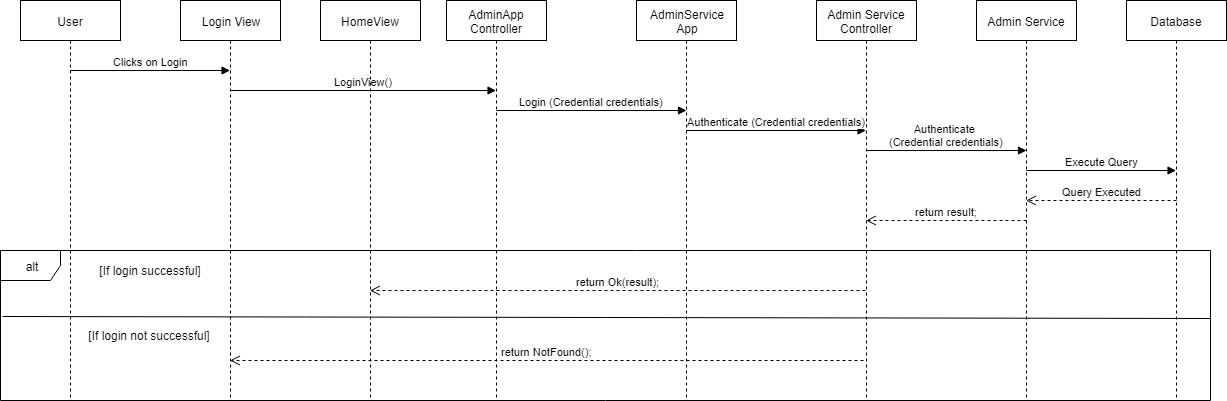 User
Login View
HomeView
AdminApp
Controller
AdminService
App
Admin Service
Controller
Admin Service
Database
Clicks on Login
LoginView()
Login (Credential credentials)
Authenticate (Credential credentials)
Authenticate
(Credential credentials)
Execute Query
Query Executed
return result;
alt
[If login successful]
return Ok(result);
[If login not successful]
return NotFound();